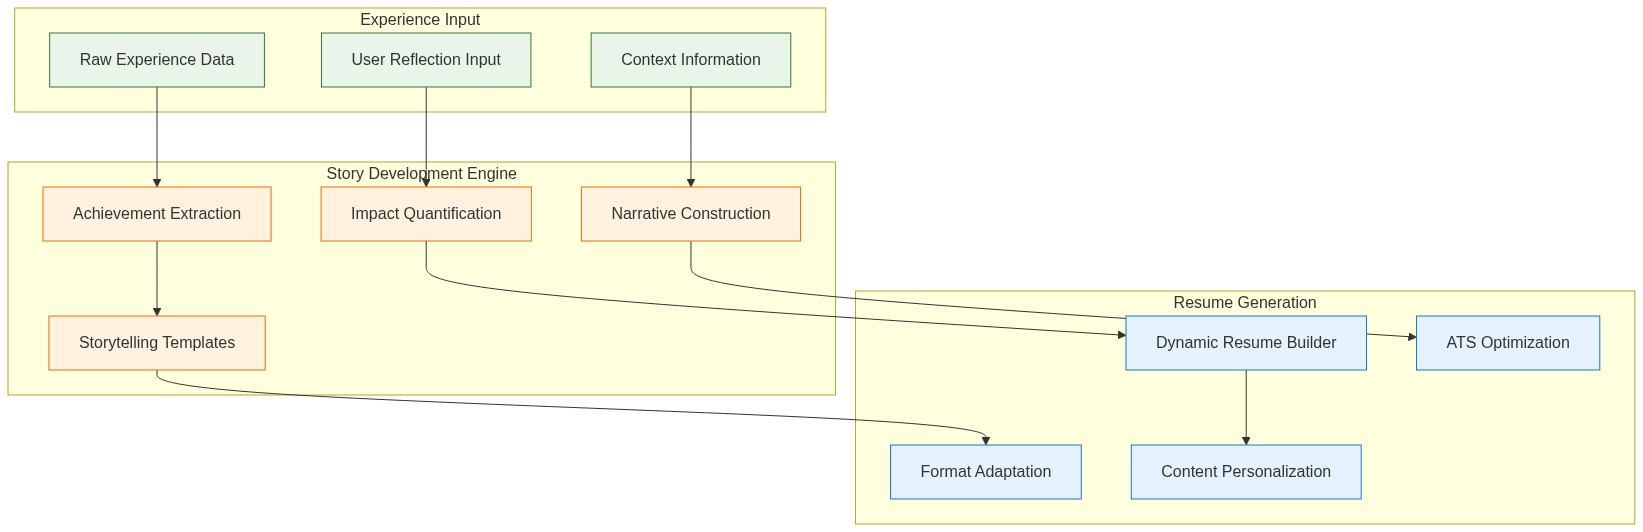 Experience Input
Raw Experience Data
User Reflection Input
Context Information
Story Development Engine
Achievement Extraction
Impact Quantification
Narrative Construction
Storytelling Templates
Resume Generation
Dynamic Resume Builder
ATS Optimization
Format Adaptation
Content Personalization